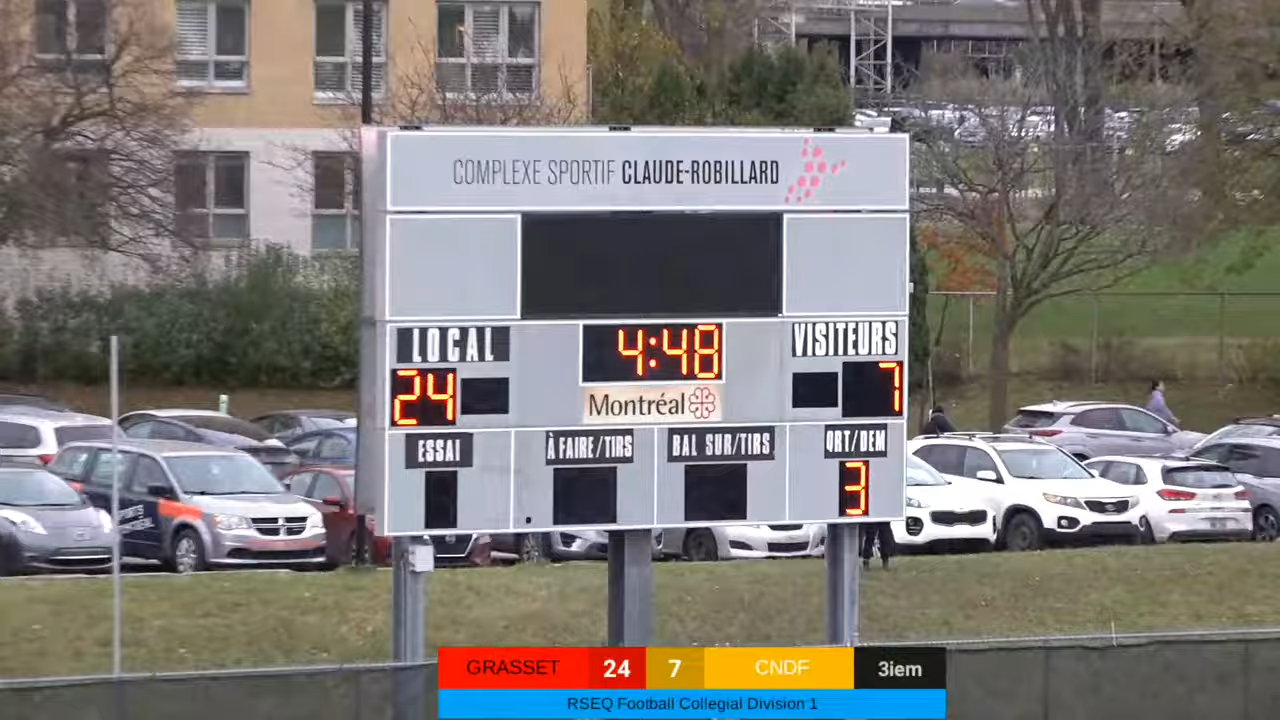 COMPLEXE SPORTIF CLAUDE-ROBILLARD
LOCAL
4:48
VISITEURS
24
7
Montréal
ESSAI
À FAIRE/TIRS
BAL SUR/TIRS
QRT/DEM
3
GRASSET 24 7 CNDF 3iem
RSEQ Football Collegial Division 1